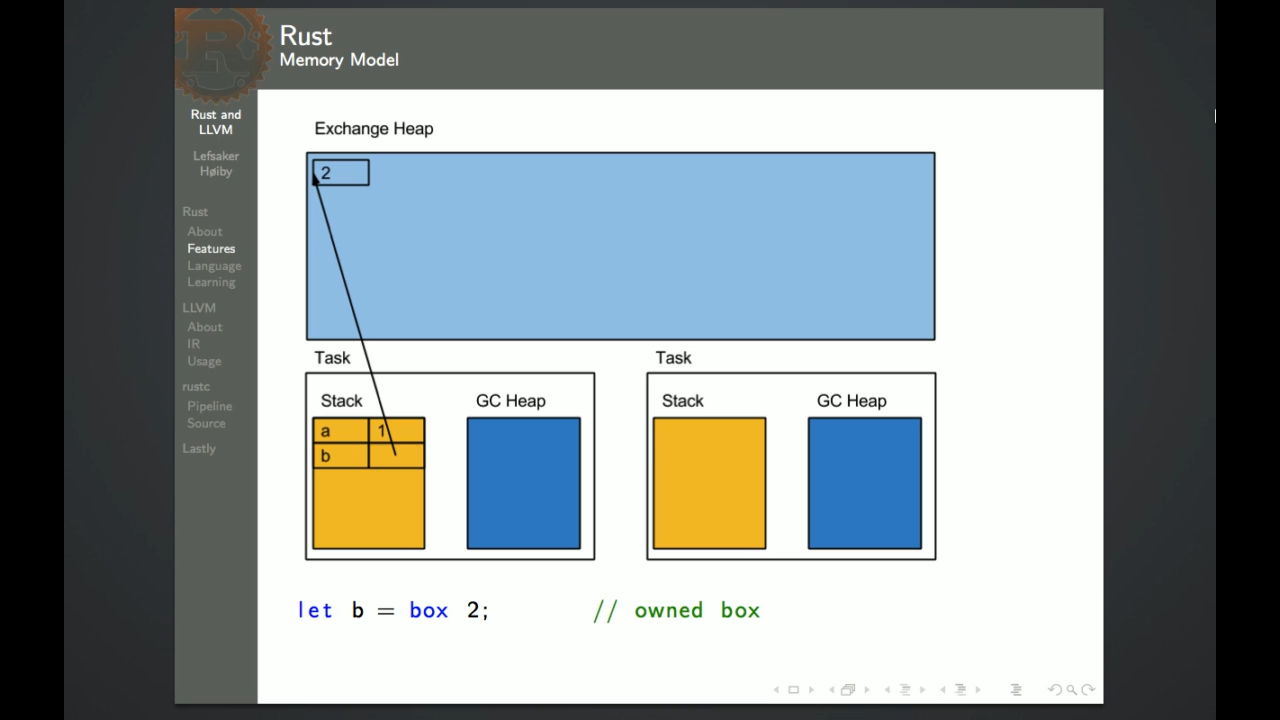 Rust
Memory Model
Rust and
LLVM
Lefsaker
Høiby
Rust
About
Features
Language
Learning
LLVM
About
IR
Usage
rustc
Pipeline
Source
Lastly
Exchange Heap
2
Task
Stack
GC Heap
a 1
b
Task
Stack
GC Heap
let b = box 2; // owned box